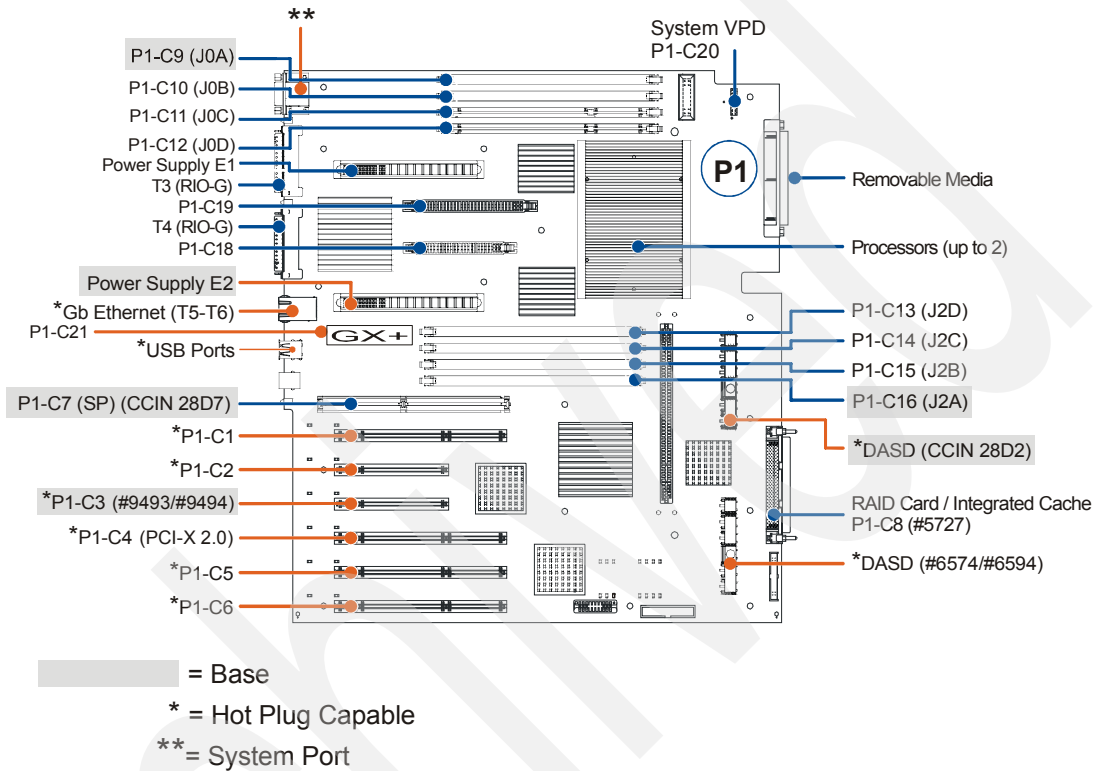 **
P1-C9 (J0A)
P1-C10 (J0B)
P1-C11 (J0C)
P1-C12 (J0D)
Power Supply E1
T3 (RIO-G)
P1-C19
T4 (RIO-G)
P1-C18
Power Supply E2
*Gb Ethernet (T5-T6)
P1-C21
*USB Ports
P1-C7 (SP) (CCIN 28D7)
*P1-C1
*P1-C2
*P1-C3 (#9493/#9494)
*P1-C4 (PCI-X 2.0)
*P1-C5
*P1-C6
GX+
System VPD
P1-C20
P1
Removable Media
Processors (up to 2)
P1-C13 (J2D)
P1-C14 (J2C)
P1-C15 (J2B)
P1-C16 (J2A)
*DASD (CCIN 28D2)
RAID Card / Integrated Cache
P1-C8 (#5727)
*DASD (#6574/#6594)
= Base
* = Hot Plug Capable
**= System Port